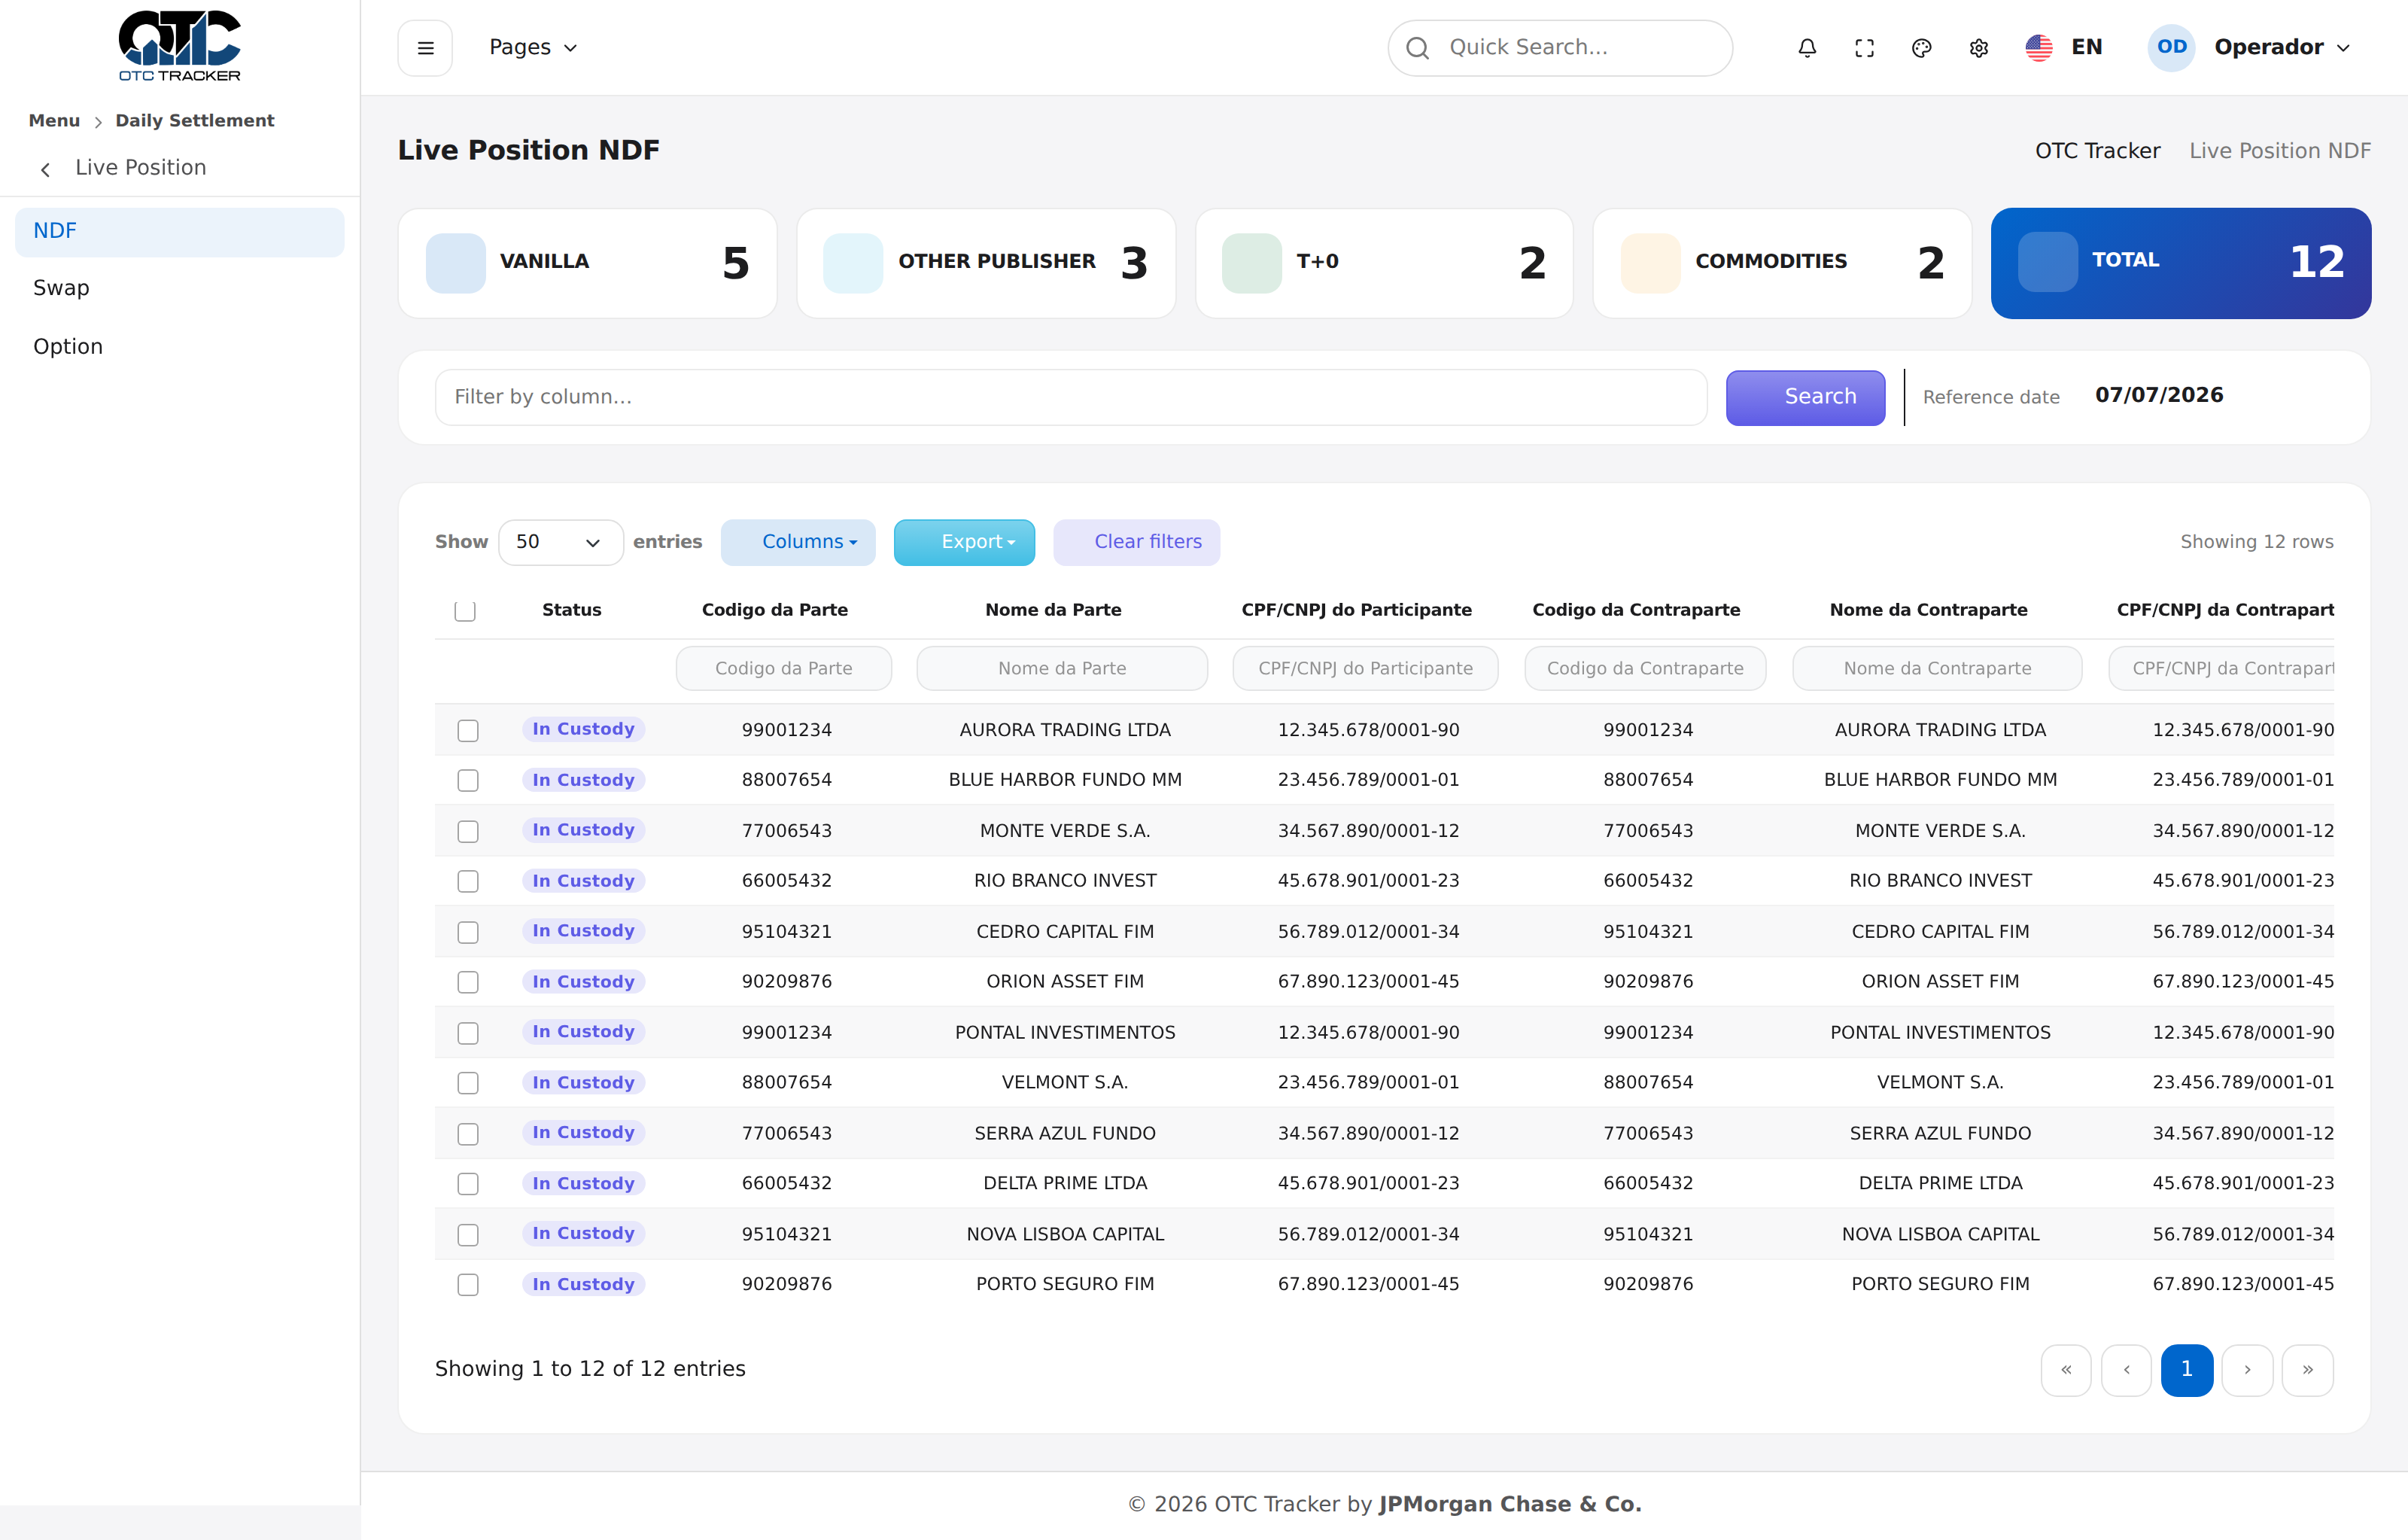 OTC
OTC TRACKER
Menu > Daily Settlement
Live Position
NDF
Swap
Option
Pages
Quick Search...
EN
OD
Operador
Live Position NDF
OTC Tracker Live Position NDF
VANILLA 5
OTHER PUBLISHER 3
T+0 2
COMMODITIES 2
TOTAL 12
Filter by column...
Search
Reference date 07/07/2026
Show 50 entries Columns Export Clear filters Showing 12 rows
Status Codigo da Parte Nome da Parte CPF/CNPJ do Participante Codigo da Contraparte Nome da Contraparte CPF/CNPJ da Contrapart
Codigo da Parte Nome da Parte CPF/CNPJ do Participante Codigo da Contraparte Nome da Contraparte CPF/CNPJ da Contrapart
In Custody 99001234 AURORA TRADING LTDA 12.345.678/0001-90 99001234 AURORA TRADING LTDA 12.345.678/0001-90
In Custody 88007654 BLUE HARBOR FUNDO MM 23.456.789/0001-01 88007654 BLUE HARBOR FUNDO MM 23.456.789/0001-01
In Custody 77006543 MONTE VERDE S.A. 34.567.890/0001-12 77006543 MONTE VERDE S.A. 34.567.890/0001-12
In Custody 66005432 RIO BRANCO INVEST 45.678.901/0001-23 66005432 RIO BRANCO INVEST 45.678.901/0001-23
In Custody 95104321 CEDRO CAPITAL FIM 56.789.012/0001-34 95104321 CEDRO CAPITAL FIM 56.789.012/0001-34
In Custody 90209876 ORION ASSET FIM 67.890.123/0001-45 90209876 ORION ASSET FIM 67.890.123/0001-45
In Custody 99001234 PONTAL INVESTIMENTOS 12.345.678/0001-90 99001234 PONTAL INVESTIMENTOS 12.345.678/0001-90
In Custody 88007654 VELMONT S.A. 23.456.789/0001-01 88007654 VELMONT S.A. 23.456.789/0001-01
In Custody 77006543 SERRA AZUL FUNDO 34.567.890/0001-12 77006543 SERRA AZUL FUNDO 34.567.890/0001-12
In Custody 66005432 DELTA PRIME LTDA 45.678.901/0001-23 66005432 DELTA PRIME LTDA 45.678.901/0001-23
In Custody 95104321 NOVA LISBOA CAPITAL 56.789.012/0001-34 95104321 NOVA LISBOA CAPITAL 56.789.012/0001-34
In Custody 90209876 PORTO SEGURO FIM 67.890.123/0001-45 90209876 PORTO SEGURO FIM 67.890.123/0001-45
Showing 1 to 12 of 12 entries « ‹ 1 › »
© 2026 OTC Tracker by JPMorgan Chase & Co.